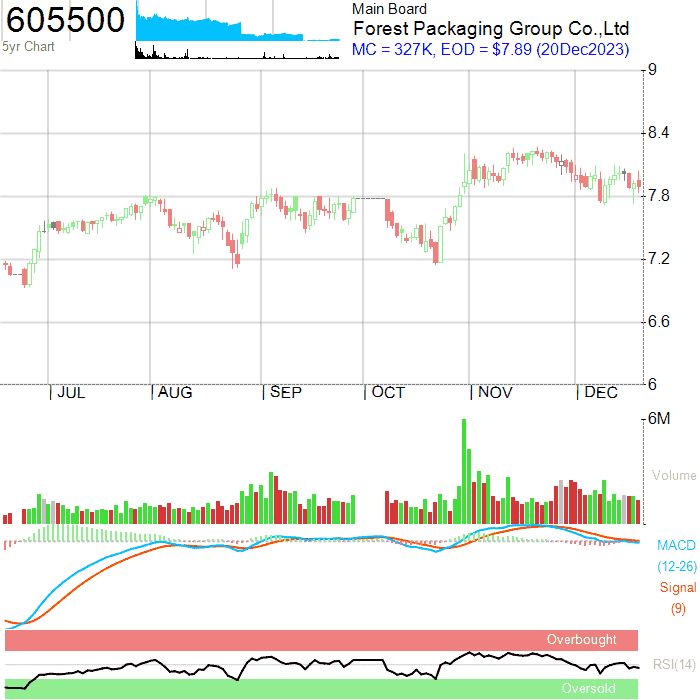 605500
5yr Chart
Main Board
Forest Packaging Group Co.,Ltd
MC = 327K, EOD = $7.89 (20Dec2023)
9
8.4
7.8
7.2
6.6
6
JUL AUG SEP OCT NOV DEC
6M
Volume
MACD
(12-26)
Signal
(9)
Overbought
RSI(14)
Oversold